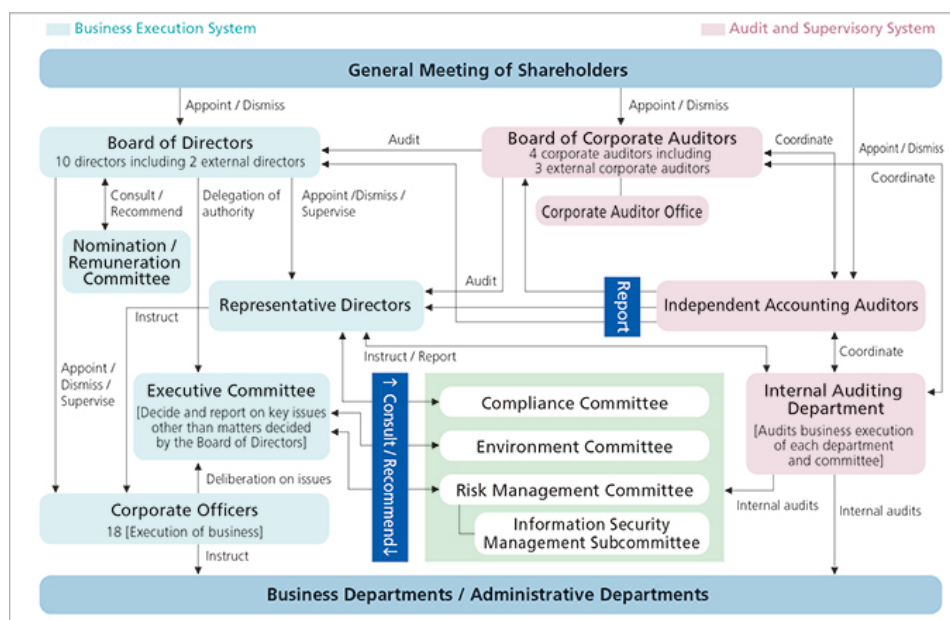 Business Execution System
Audit and Supervisory System
General Meeting of Shareholders
Appoint / Dismiss
Appoint / Dismiss
Board of Directors
10 directors including 2 external directors
Audit
Board of Corporate Auditors
4 corporate auditors including
3 external corporate auditors
Coordinate
Appoint / Dismiss
Coordinate
Consult /
Recommend
Delegation of
authority
Appoint /Dismiss /
Supervise
Corporate Auditor Office
Nomination /
Remuneration
Committee
Audit
Representative Directors
Report
Independent Accounting Auditors
Instruct
Instruct / Report
Coordinate
Appoint /
Dismiss /
Supervise
Executive Committee
[Decide and report on key issues
other than matters decided
by the Board of Directors]
↑ Consult / Recommend↓
Compliance Committee
Environment Committee
Risk Management Committee
Information Security
Management Subcommittee
Internal Auditing
Department
[Audits business execution
of each department
and committee]
Deliberation on issues
Internal audits
Internal audits
Corporate Officers
18 [Execution of business]
Instruct
Business Departments / Administrative Departments